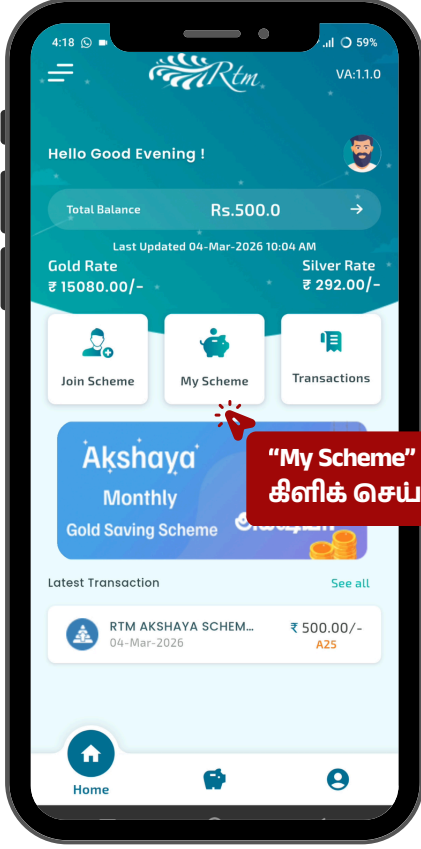 4:18
59%
Rtm
VA:1.1.0
Hello Good Evening !
Total Balance Rs.500.0
Last Updated 04-Mar-2026 10:04 AM
Gold Rate Silver Rate
₹ 15080.00/- ₹ 292.00/-
Join Scheme My Scheme Transactions
Akshaya
Monthly
Gold Saving Scheme
“My Scheme”
கிளிக் செய்
Latest Transaction See all
RTM AKSHAYA SCHEM... ₹ 500.00/-
04-Mar-2026 A25
Home